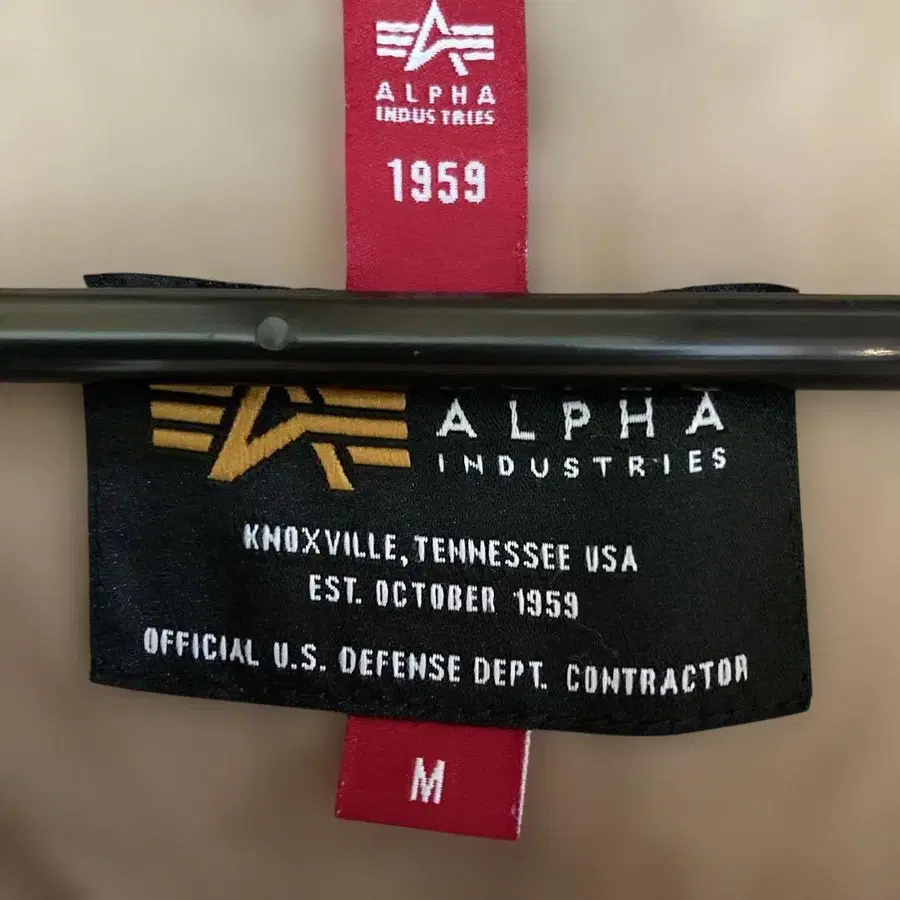 ALPHA
INDUSTRIES
1959
ALPHA
INDUSTRIES
KNOXVILLE, TENNESSEE USA
EST. OCTOBER 1959
OFFICIAL U.S. DEFENSE DEPT. CONTRACTOR
M